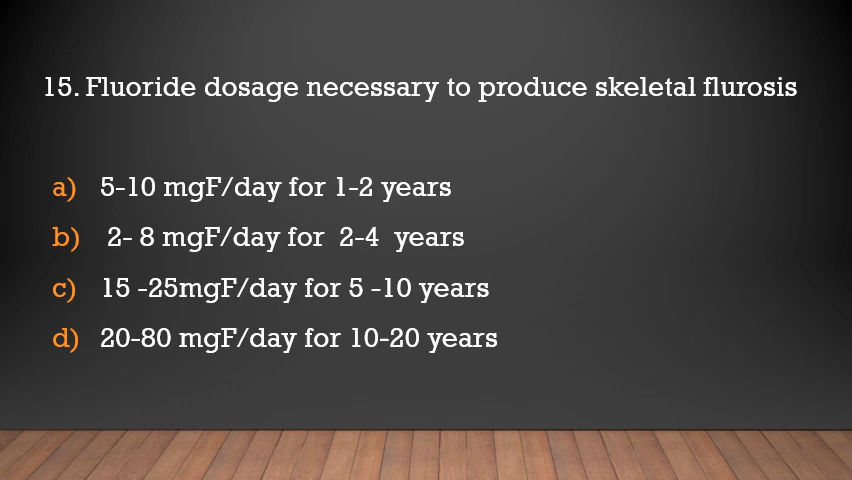 15. Fluoride dosage necessary to produce skeletal flurosis
a) 5-10 mgF/day for 1-2 years
b) 2- 8 mgF/day for 2-4 years
c) 15 -25mgF/day for 5 -10 years
d) 20-80 mgF/day for 10-20 years